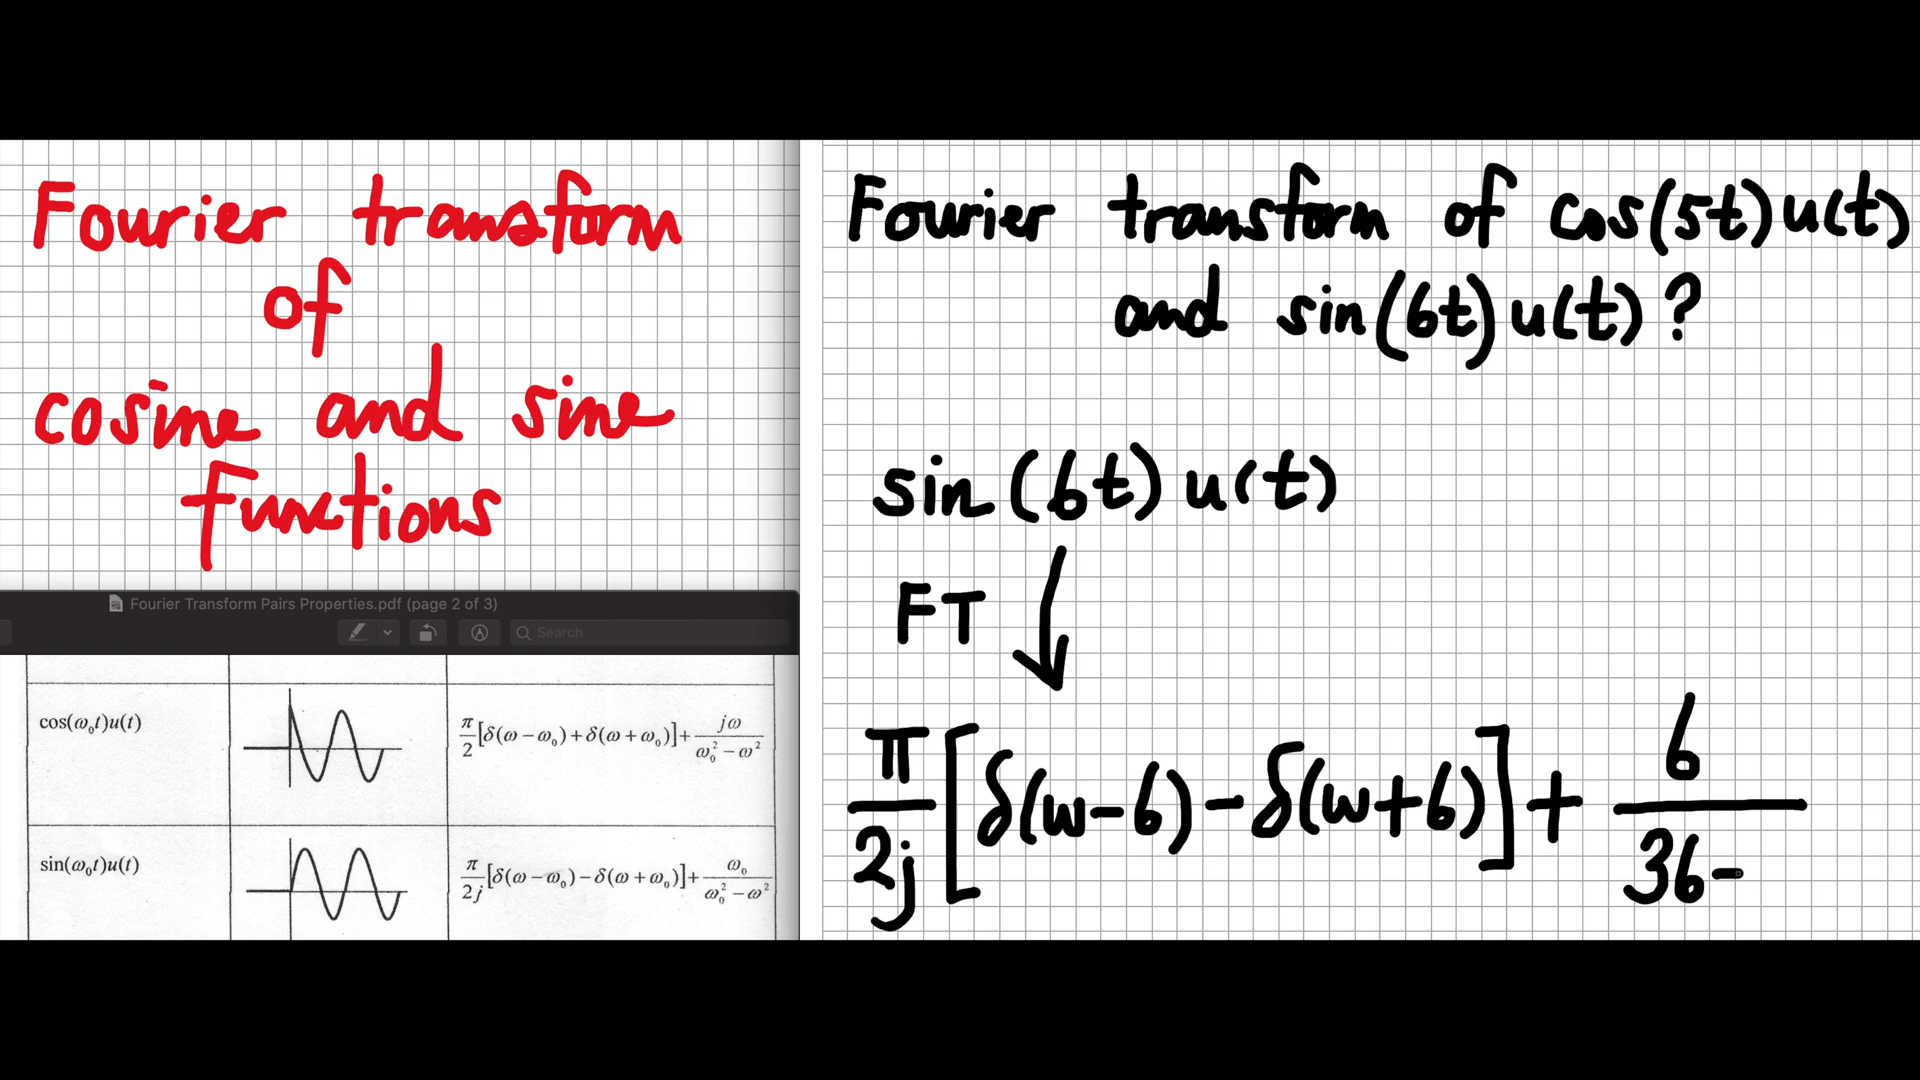 Fourier transform
of
cosine and sine
functions
Fourier Transform Pairs Properties.pdf (page 2 of 3)
Search
cos(ω₀t)u(t)
π/2 [δ(ω−ω₀)+δ(ω+ω₀)]+ jω/(ω₀²−ω²)
sin(ω₀t)u(t)
π/2j [δ(ω−ω₀)−δ(ω+ω₀)]+ ω₀/(ω₀²−ω²)
Fourier transform of cos(5t)u(t)
and sin(6t)u(t)?
sin(6t)u(t)
FT
π/2j [δ(w−6)−δ(w+6)] + 6/36−